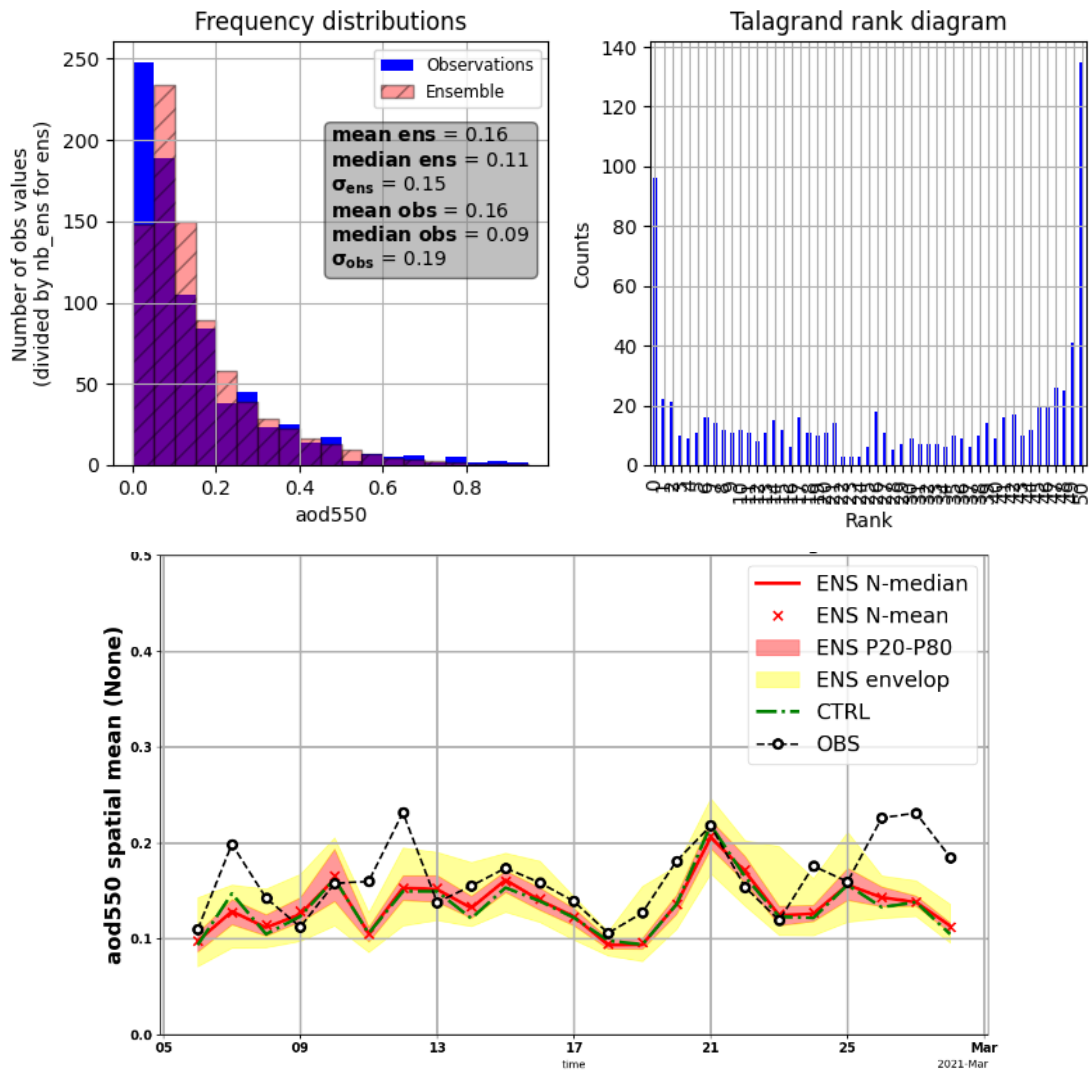 Frequency distributions
Number of obs values
(divided by nb_ens for ens)
250
200
150
100
50
0
Observations
Ensemble
mean ens = 0.16
median ens = 0.11
σens = 0.15
mean obs = 0.16
median obs = 0.09
σobs = 0.19
0.0 0.2 0.4 0.6 0.8
aod550
Talagrand rank diagram
Counts
140
120
100
80
60
40
20
0
Rank
aod550 spatial mean (None)
0.5
0.4
0.3
0.2
0.1
0.0
ENS N-median
ENS N-mean
ENS P20-P80
ENS envelop
CTRL
OBS
05 09 13 17 21 25 Mar
time
2021-Mar